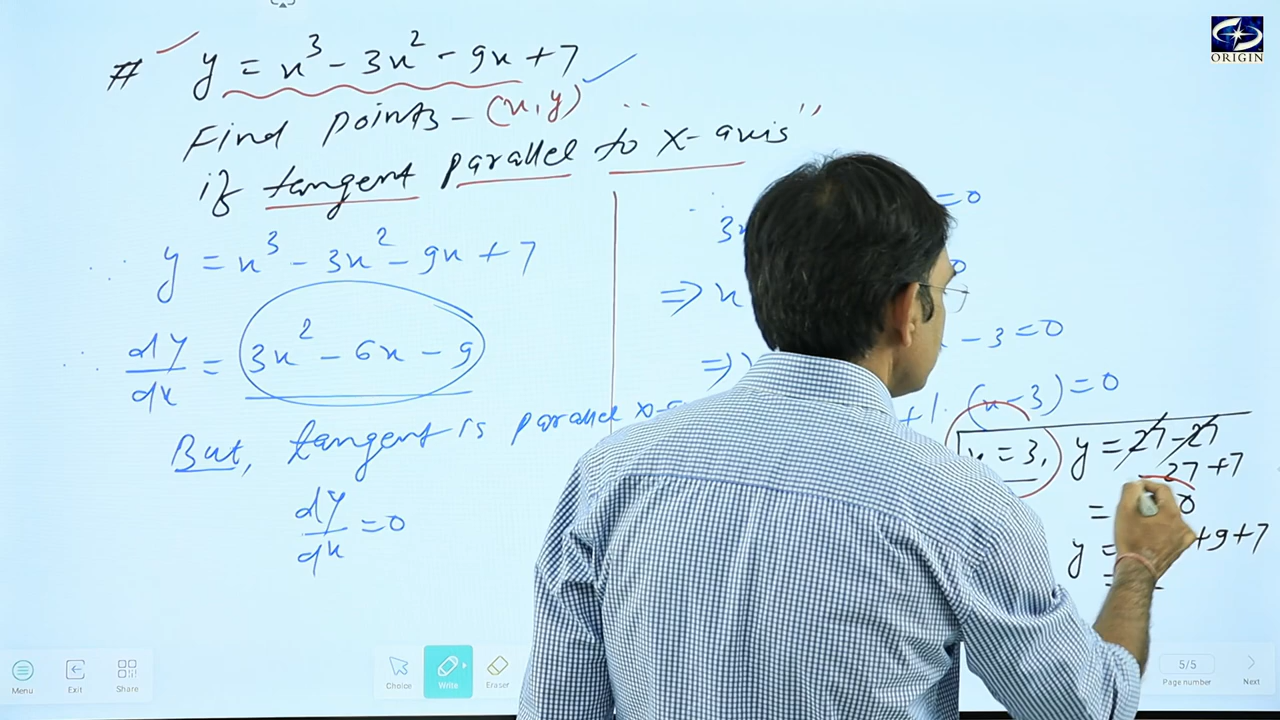 # y = x³ - 3x² - 9x + 7
Find points - (x, y)
if tangent parallel to "x-axis"
y = x³ - 3x² - 9x + 7
dy/dx = 3x² - 6x - 9
But, tangent is parallel x-a
dy/dx = 0
= 0
⇒ x
- 3 = 0
⇒
+1 · (x-3) = 0
x = 3, y = 27 - 27
27 + 7
=
y = +9+7
=
ORIGIN
Menu
Exit
Share
Choice
Write
Eraser
5/5
Page number
Next